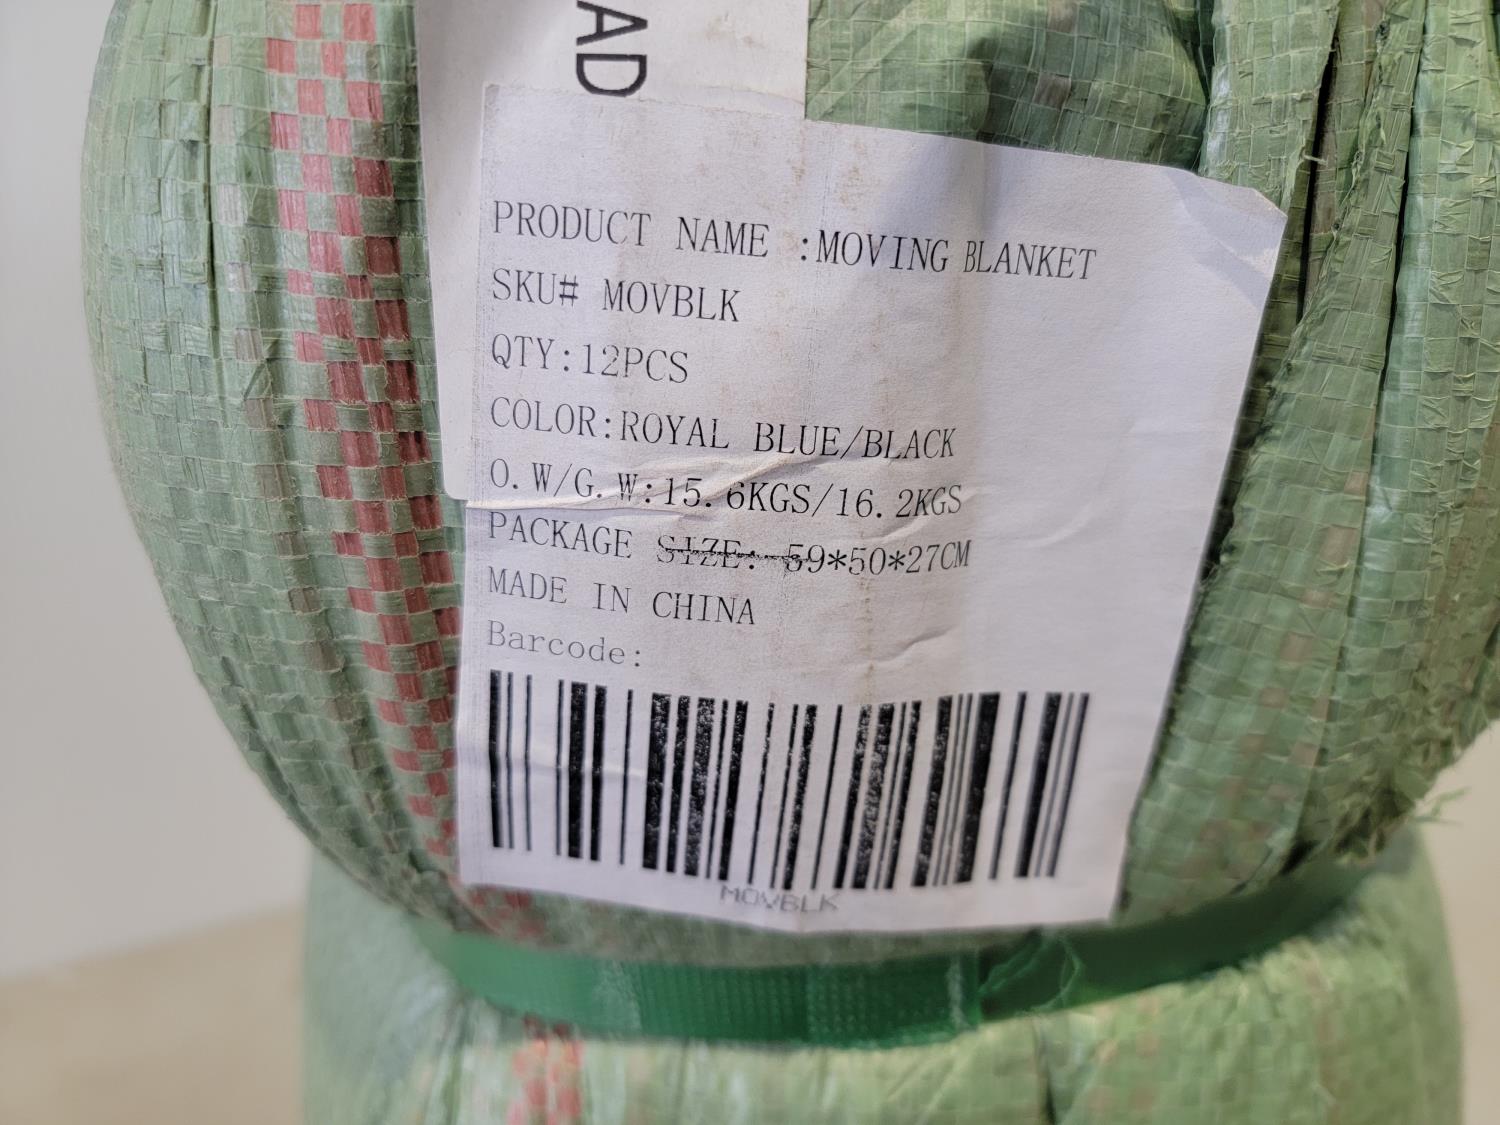 AD
PRODUCT NAME :MOVING BLANKET
SKU# MOVBLK
QTY:12PCS
COLOR:ROYAL BLUE/BLACK
O.W/G.W:15.6KGS/16.2KGS
PACKAGE SIZE: 59*50*27CM
MADE IN CHINA
Barcode:
MOVBLK